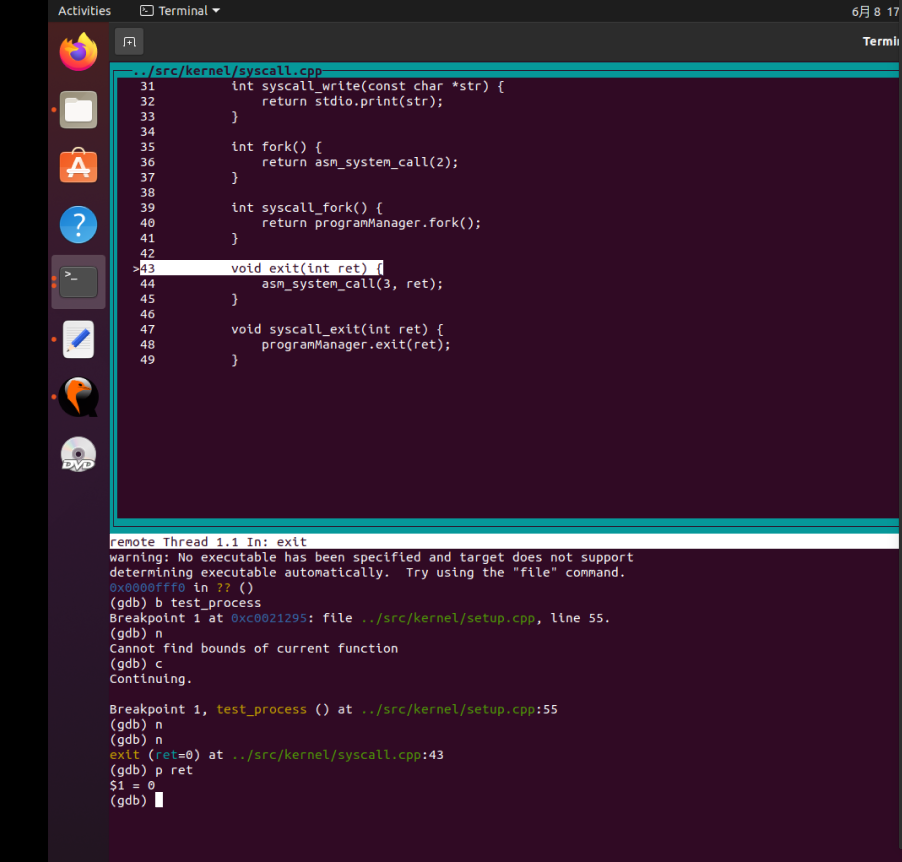 Activities
Terminal
6月 8 17
Termi
../src/kernel/syscall.cpp
31 int syscall_write(const char *str) {
32 return stdio.print(str);
33 }
34
35 int fork() {
36 return asm_system_call(2);
37 }
38
39 int syscall_fork() {
40 return programManager.fork();
41 }
42
>43 void exit(int ret) {
44 asm_system_call(3, ret);
45 }
46
47 void syscall_exit(int ret) {
48 programManager.exit(ret);
49 }
DVD
remote Thread 1.1 In: exit
warning: No executable has been specified and target does not support
determining executable automatically.  Try using the "file" command.
0x0000fff0 in ?? ()
(gdb) b test_process
Breakpoint 1 at 0xc0021295: file ../src/kernel/setup.cpp, line 55.
(gdb) n
Cannot find bounds of current function
(gdb) c
Continuing.
Breakpoint 1, test_process () at ../src/kernel/setup.cpp:55
(gdb) n
(gdb) n
exit (ret=0) at ../src/kernel/syscall.cpp:43
(gdb) p ret
$1 = 0
(gdb)